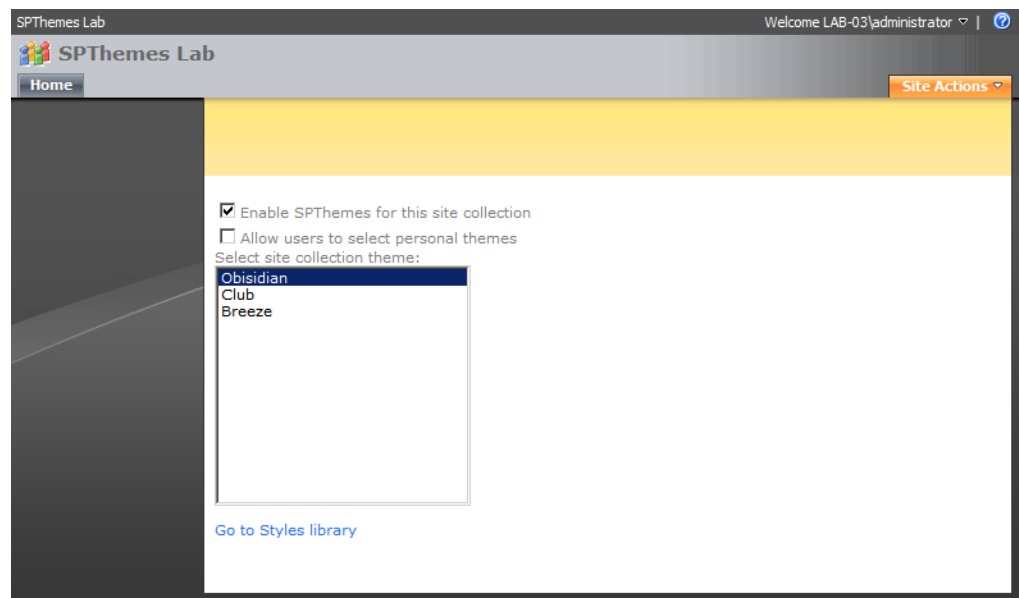 SPThemes Lab
Welcome LAB-03\administrator |
SPThemes Lab
Home
Site Actions
Enable SPThemes for this site collection
Allow users to select personal themes
Select site collection theme:
Obisidian
Club
Breeze
Go to Styles library